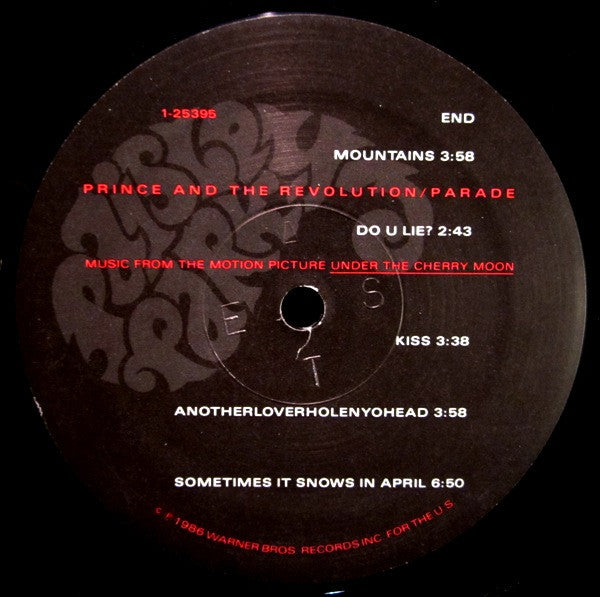 1-25395
END
MOUNTAINS 3:58
PRINCE AND THE REVOLUTION/PARADE
DO U LIE? 2:43
MUSIC FROM THE MOTION PICTURE UNDER THE CHERRY MOON
KISS 3:38
ANOTHERLOVERHOLENYOHEAD 3:58
SOMETIMES IT SNOWS IN APRIL 6:50
© ℗ 1986 WARNER BROS. RECORDS INC. FOR THE U.S.
PAISLEY
PARK
E
S
T